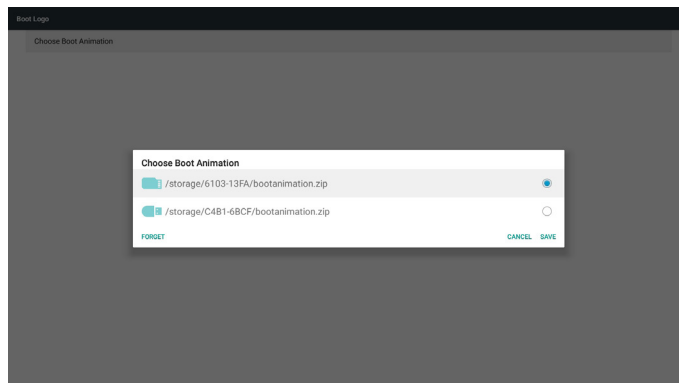 Boot Logo
Choose Boot Animation
Choose Boot Animation
/storage/6103-13FA/bootanimation.zip
/storage/C4B1-6BCF/bootanimation.zip
FORGET CANCEL SAVE